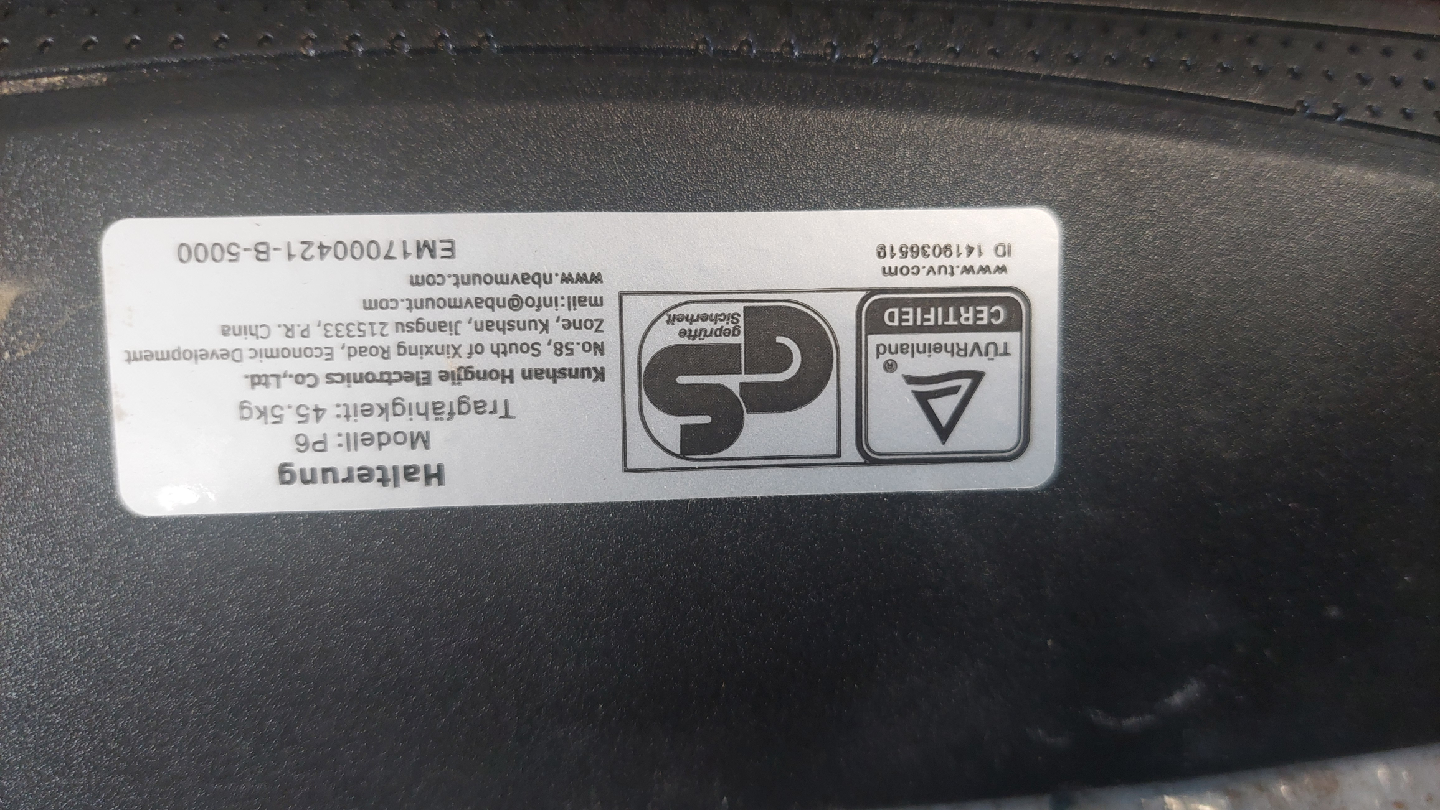 Halterung
Modell: P6
Tragfähigkeit: 45.5kg
Kunshan Hongjie Electronics Co.,Ltd.
No.58, South of Xinxing Road, Economic Development
Zone, Kunshan, Jiangsu 215333, P.R. China
mail:info@nbavmount.com
www.nbavmount.com
EM17000421-B-5000
TÜVRheinland®
CERTIFIED
geprüfte
Sicherheit
www.tuv.com
ID 1419036519